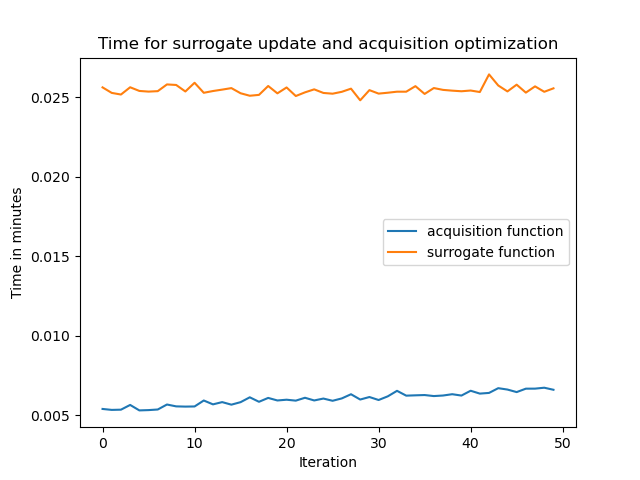 Time for surrogate update and acquisition optimization
0.025
0.020
0.015
0.010
0.005
Time in minutes
acquisition function
surrogate function
0 10 20 30 40 50
Iteration